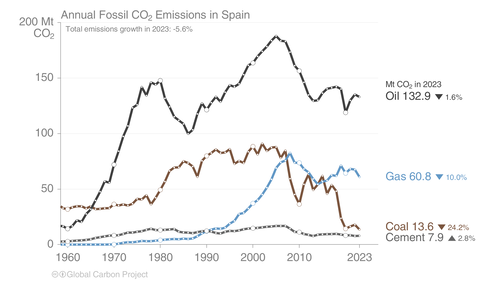 Annual Fossil CO₂ Emissions in Spain
200 Mt
CO₂
Total emissions growth in 2023: -5.6%
150
100
50
0
1960
1970
1980
1990
2000
2010
2023
Mt CO₂ in 2023
Oil 132.9 ▼ 1.6%
Gas 60.8 ▼ 10.0%
Coal 13.6 ▼ 24.2%
Cement 7.9 ▲ 2.8%
Global Carbon Project